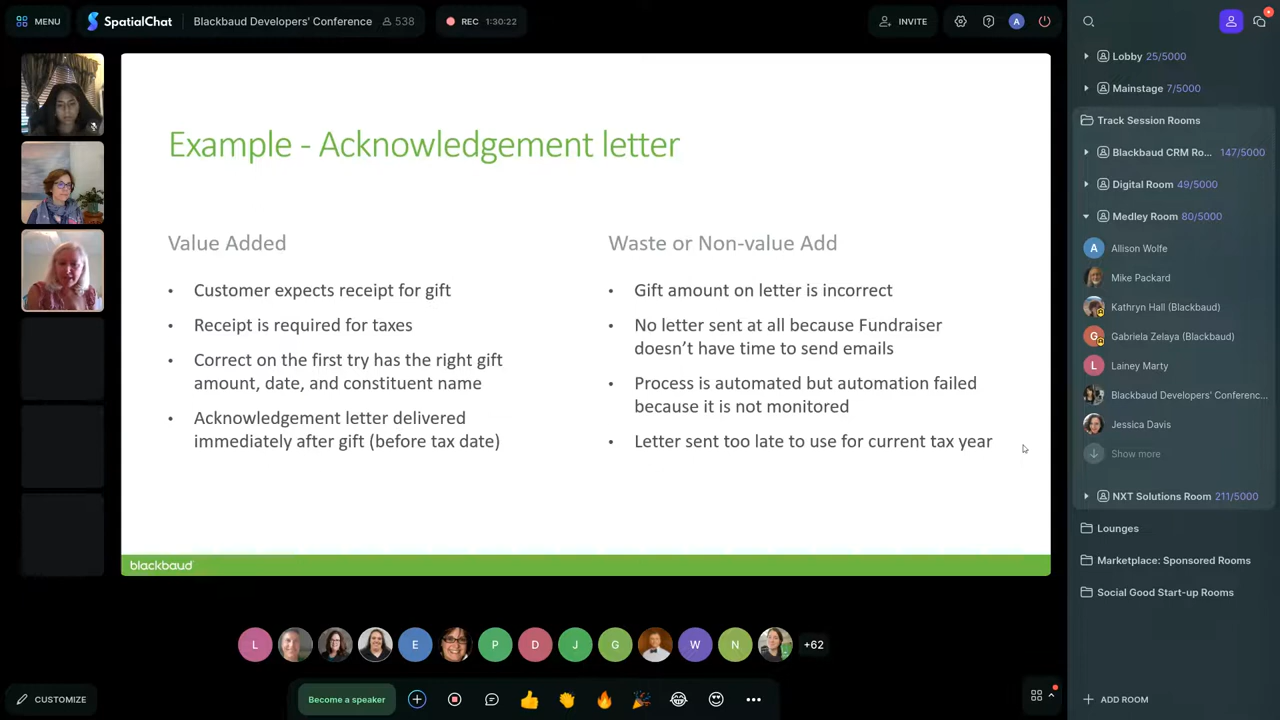 MENU
SpatialChat
Blackbaud Developers' Conference
538
REC 1:30:22
INVITE
A
Example - Acknowledgement letter
Value Added
• Customer expects receipt for gift
• Receipt is required for taxes
• Correct on the first try has the right gift
amount, date, and constituent name
• Acknowledgement letter delivered
immediately after gift (before tax date)
Waste or Non-value Add
• Gift amount on letter is incorrect
• No letter sent at all because Fundraiser
doesn't have time to send emails
• Process is automated but automation failed
because it is not monitored
• Letter sent too late to use for current tax year
blackbaud
L
E
P
D
J
G
W
N
+62
CUSTOMIZE
Become a speaker
Lobby 25/5000
Mainstage 7/5000
Track Session Rooms
Blackbaud CRM Ro... 147/5000
Digital Room 49/5000
Medley Room 80/5000
A Allison Wolfe
Mike Packard
Kathryn Hall (Blackbaud)
G Gabriela Zelaya (Blackbaud)
L Lainey Marty
Blackbaud Developers' Conferenc...
Jessica Davis
Show more
NXT Solutions Room 211/5000
Lounges
Marketplace: Sponsored Rooms
Social Good Start-up Rooms
ADD ROOM